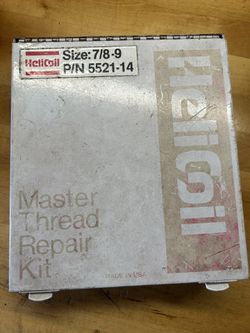 HeliCoil
Size: 7/8-9
P/N 5521-14
HeliCoil
Master
Thread
Repair
Kit
MADE IN USA